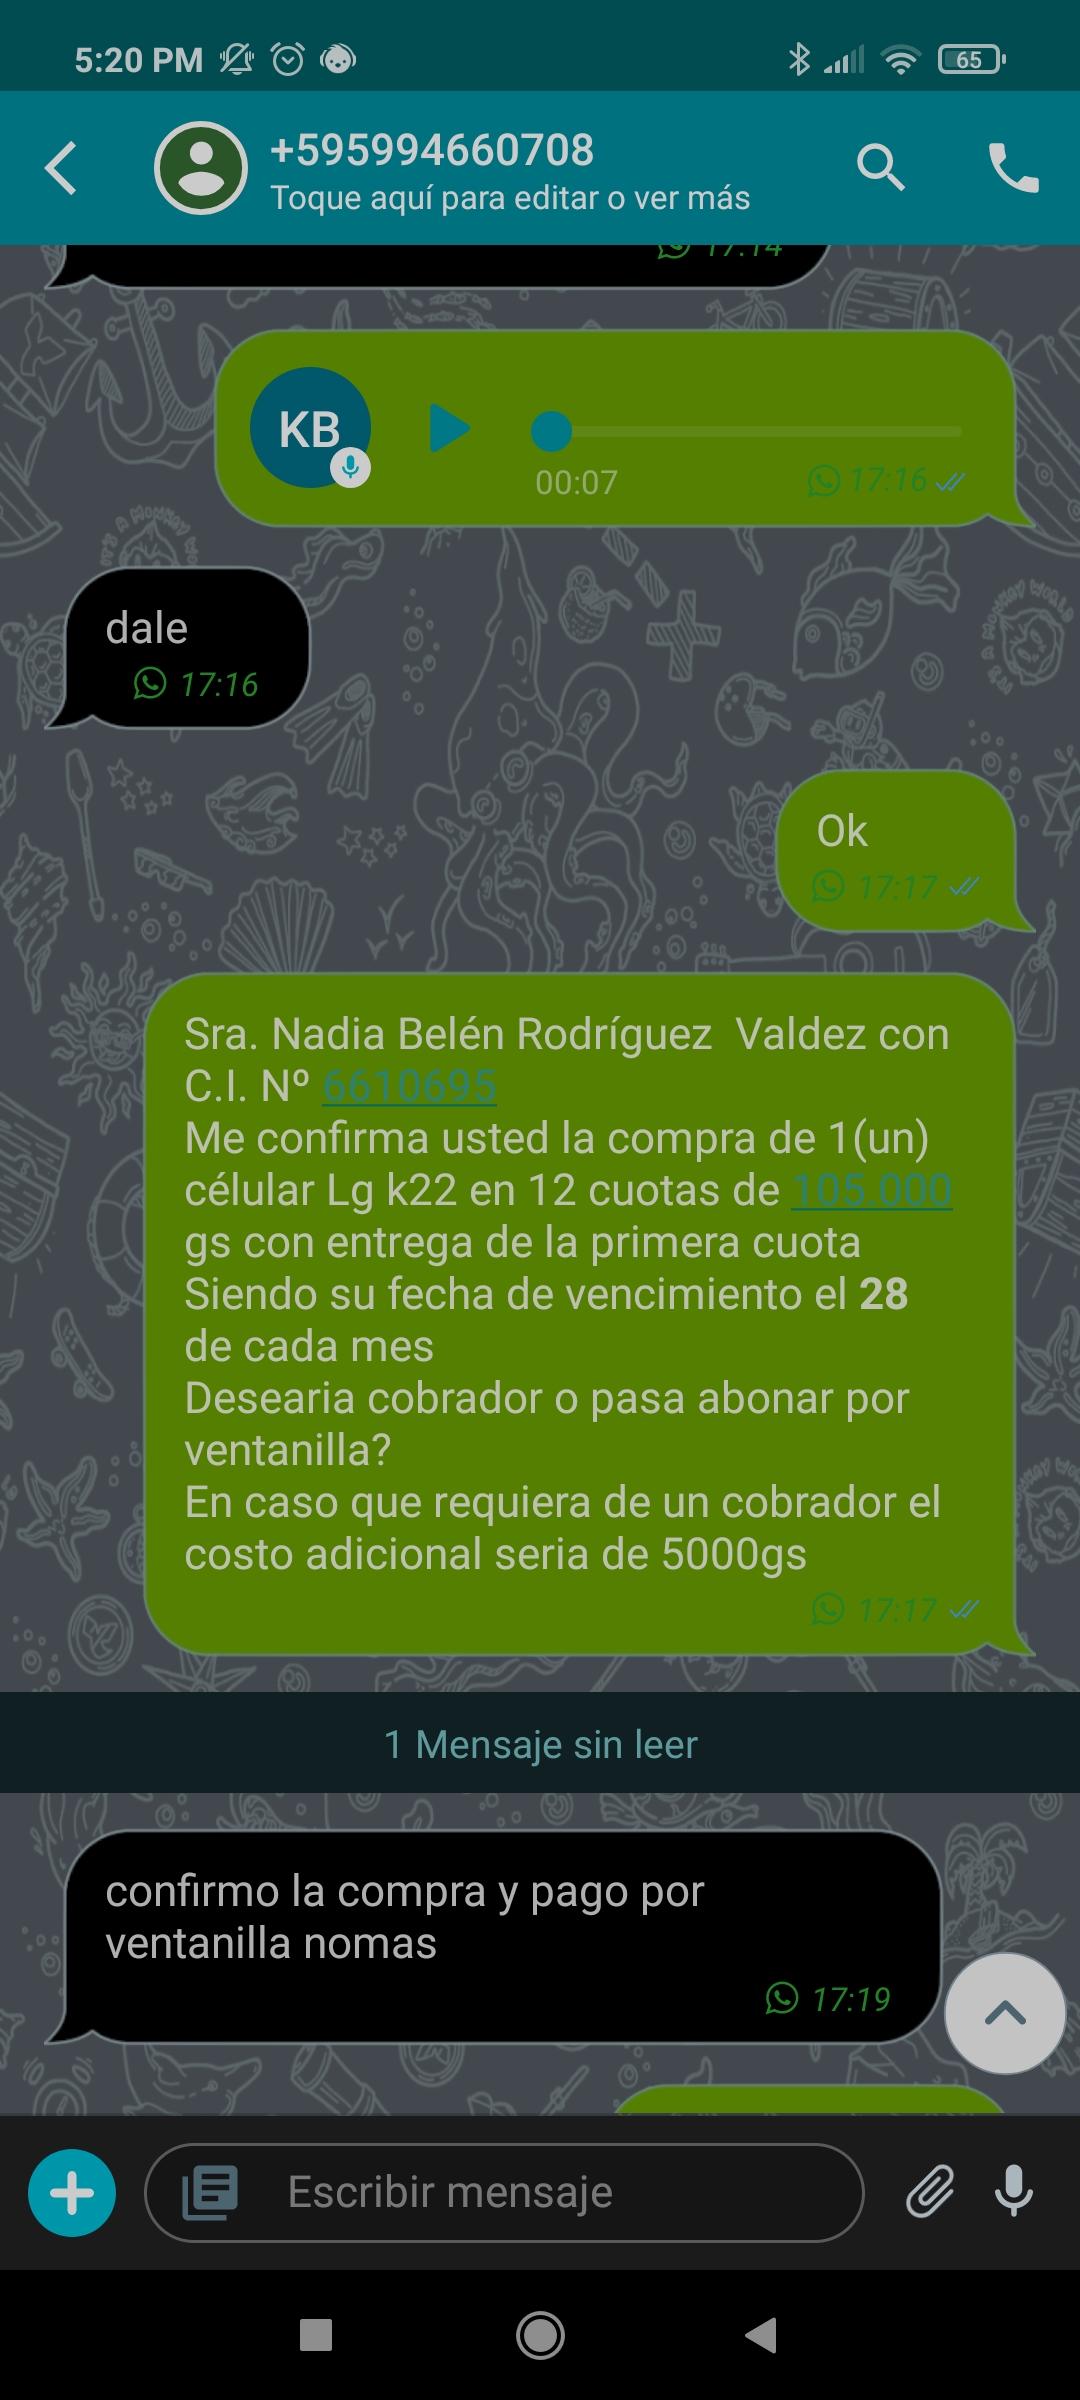 5:20 PM
65
+595994660708
Toque aquí para editar o ver más
17:14
KB
00:07
17:16
dale
17:16
Ok
17:17
Sra. Nadia Belén Rodríguez  Valdez con
C.I. Nº 6610695
Me confirma usted la compra de 1(un)
célular Lg k22 en 12 cuotas de 105.000
gs con entrega de la primera cuota
Siendo su fecha de vencimiento el 28
de cada mes
Desearia cobrador o pasa abonar por
ventanilla?
En caso que requiera de un cobrador el
costo adicional seria de 5000gs
17:17
1 Mensaje sin leer
confirmo la compra y pago por
ventanilla nomas
17:19
Escribir mensaje